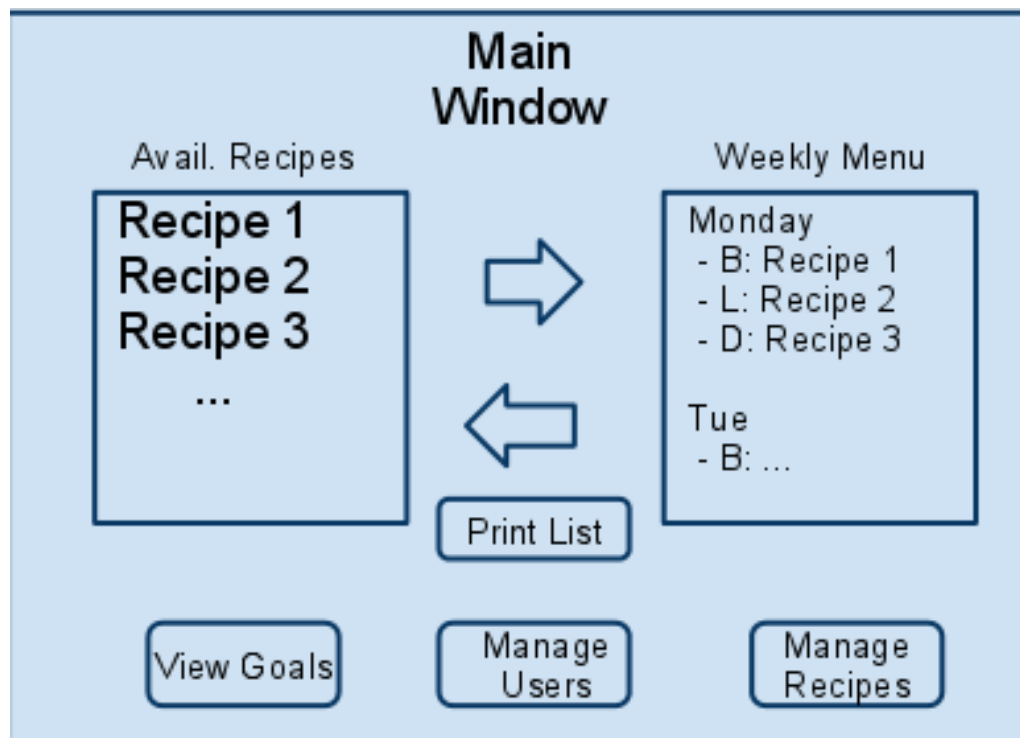 Main
Window
Avail. Recipes
Recipe 1
Recipe 2
Recipe 3
...
Weekly Menu
Monday
- B: Recipe 1
- L: Recipe 2
- D: Recipe 3
Tue
- B: ...
Print List
View Goals
Manage
Users
Manage
Recipes